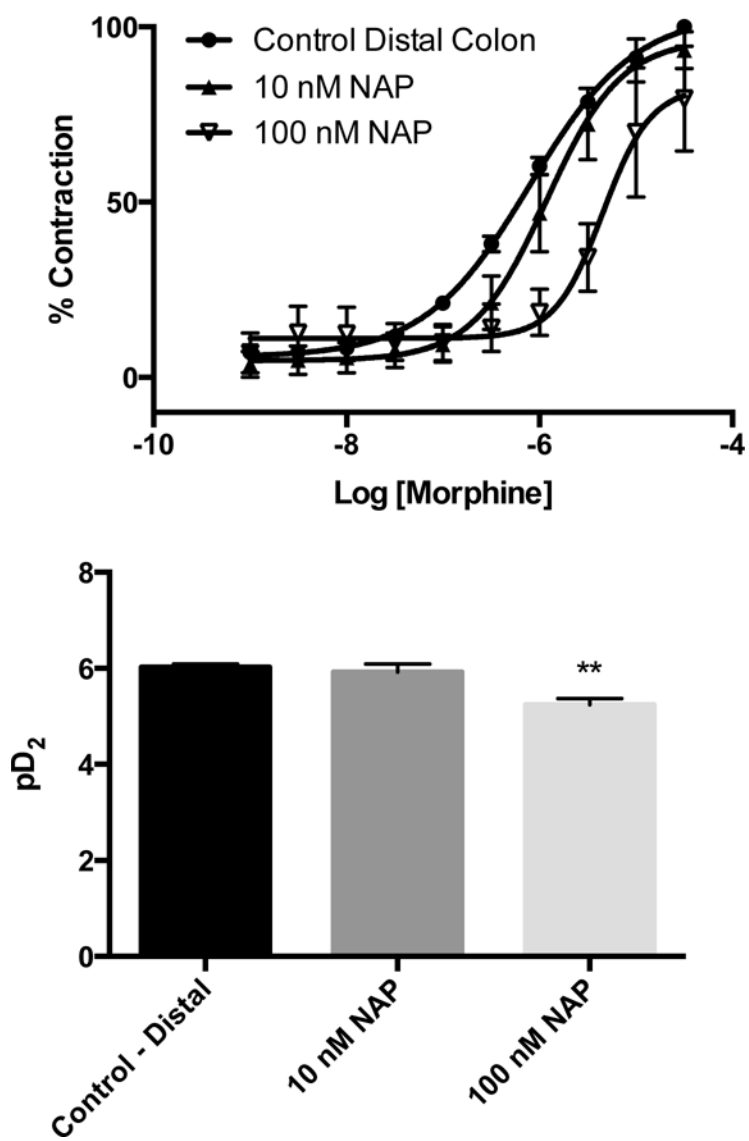 100
Control Distal Colon
10 nM NAP
100 nM NAP
50
0
% Contraction
-10 -8 -6 -4
Log [Morphine]
8
6
4
2
0
**
pD2
Control - Distal
10 nM NAP
100 nM NAP